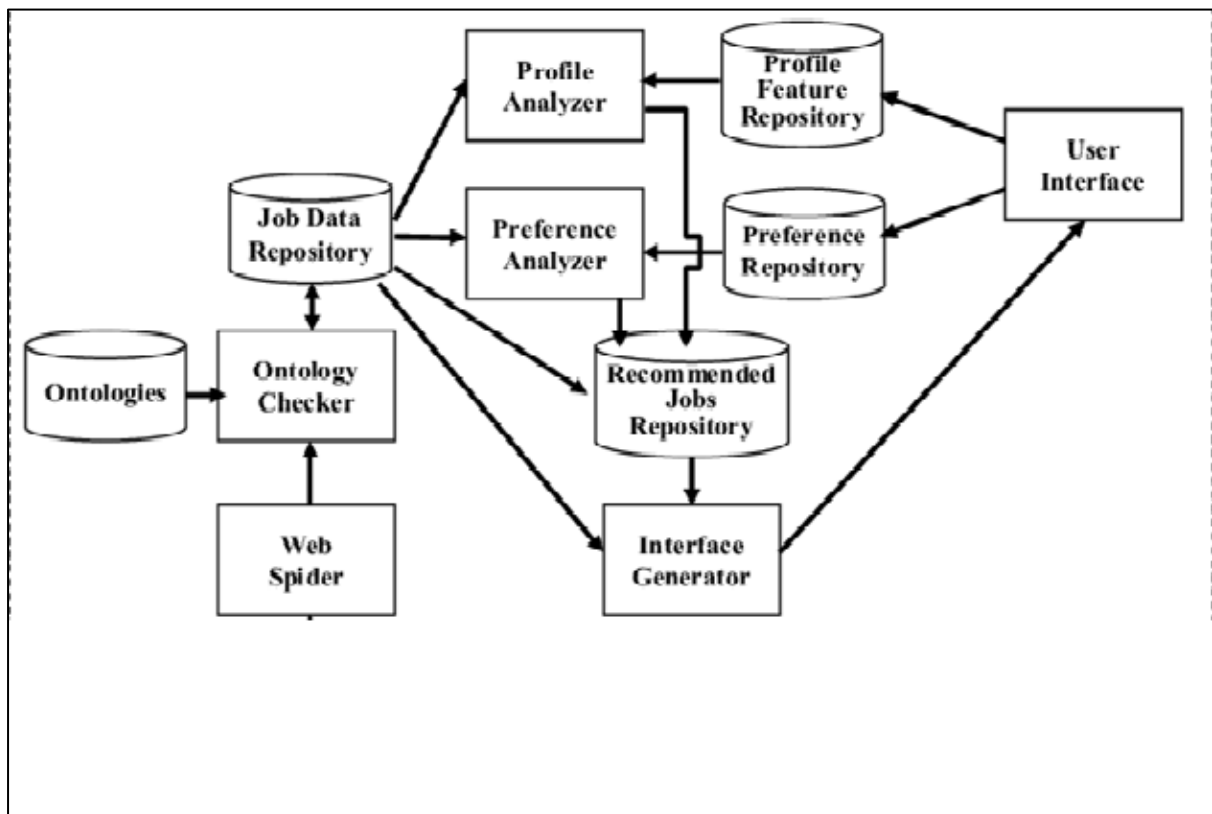 Profile
Analyzer
Profile
Feature
Repository
User
Interface
Job Data
Repository
Preference
Analyzer
Preference
Repository
Ontologies
Ontology
Checker
Recommended
Jobs
Repository
Web
Spider
Interface
Generator